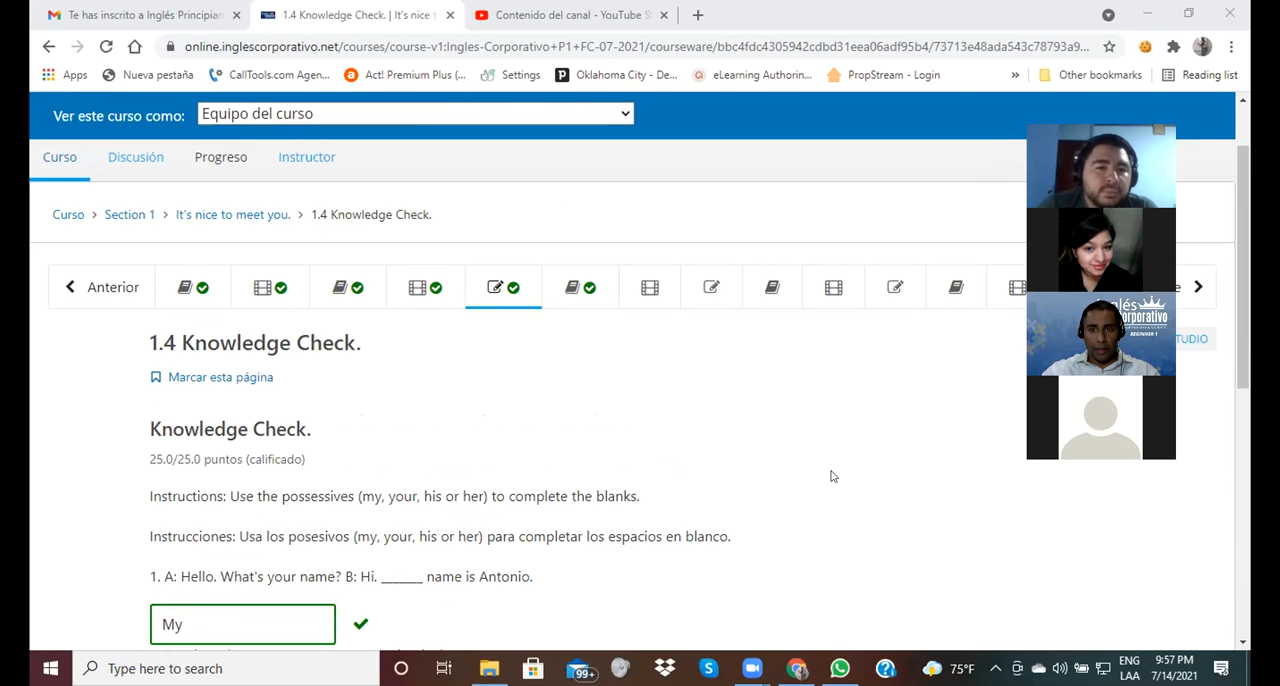 Te has inscrito a Inglés Principian
1.4 Knowledge Check. | It's nice t
Contenido del canal - YouTube S
online.inglescorporativo.net/courses/course-v1:Ingles-Corporativo+P1+FC-07-2021/courseware/bbc4fdc4305942cdbd31eea06adf95b4/73713e48ada543c78793a9...
Apps
Nueva pestaña
CallTools.com Agen...
Act! Premium Plus (...
Settings
Oklahoma City - De...
eLearning Authorin...
PropStream - Login
»
Other bookmarks
Reading list
Ver este curso como:
Equipo del curso
Curso
Discusión
Progreso
Instructor
Curso > Section 1 > It's nice to meet you. > 1.4 Knowledge Check.
Anterior
e
Inglés
Corporativo
BEGINNER 1
TUDIO
1.4 Knowledge Check.
Marcar esta página
Knowledge Check.
25.0/25.0 puntos (calificado)
Instructions: Use the possessives (my, your, his or her) to complete the blanks.
Instrucciones: Usa los posesivos (my, your, his or her) para completar los espacios en blanco.
1. A: Hello. What's your name? B: Hi. _______ name is Antonio.
My
Type here to search
99+
75°F
ENG
LAA
9:57 PM
7/14/2021